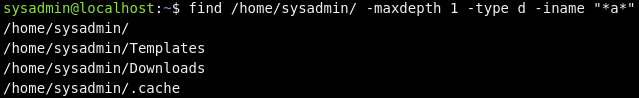 sysadmin@localhost:~$ find /home/sysadmin/ -maxdepth 1 -type d -iname "*a*"
/home/sysadmin/
/home/sysadmin/Templates
/home/sysadmin/Downloads
/home/sysadmin/.cache